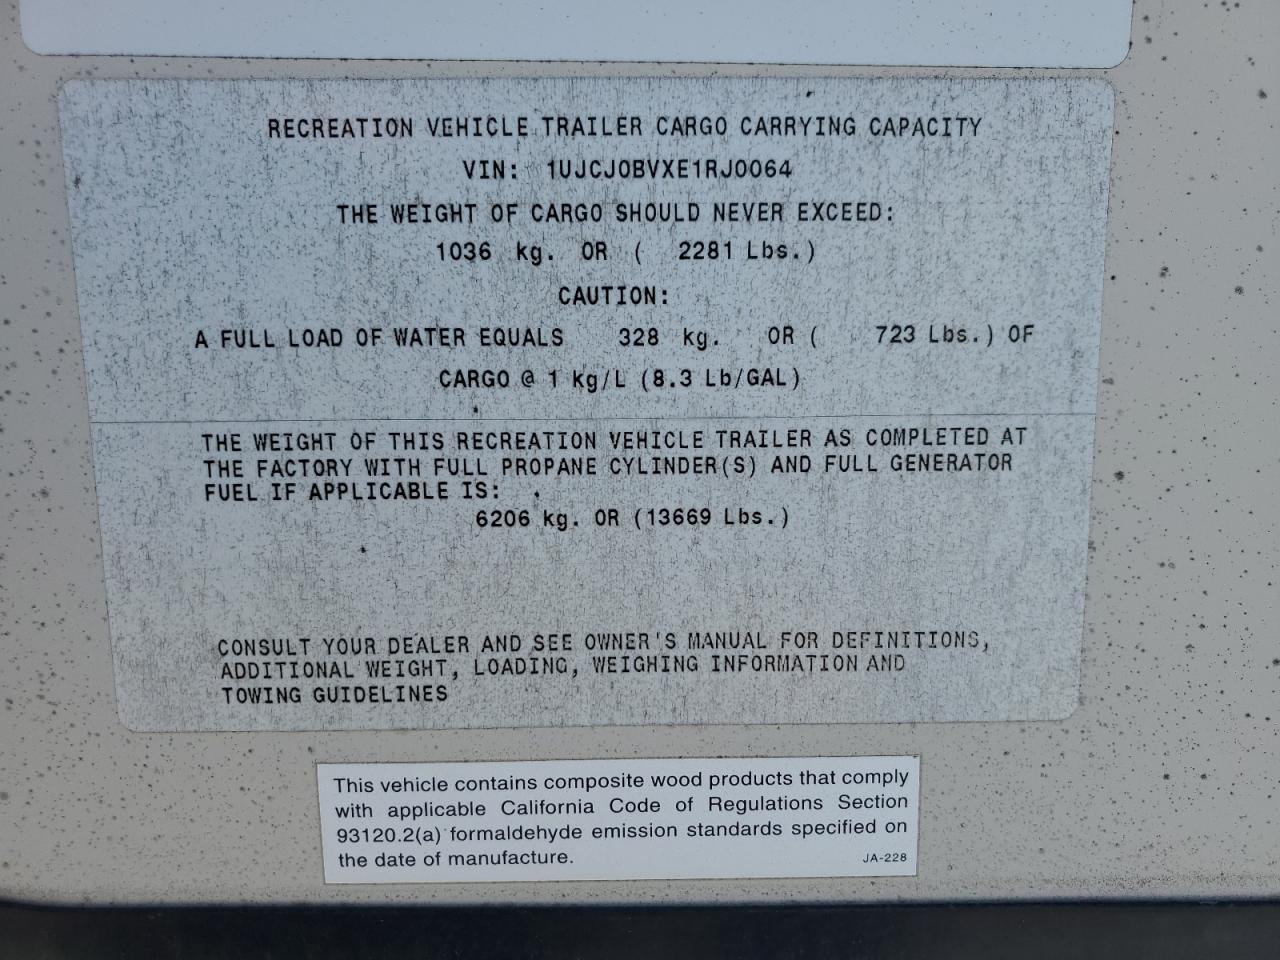 RECREATION VEHICLE TRAILER CARGO CARRYING CAPACITY
VIN: 1UJCJ0BVXE1RJ0064
THE WEIGHT OF CARGO SHOULD NEVER EXCEED:
1036 kg. OR ( 2281 Lbs.)
CAUTION:
A FULL LOAD OF WATER EQUALS 328 kg. OR ( 723 Lbs.) OF
CARGO @ 1 kg/L (8.3 Lb/GAL)
THE WEIGHT OF THIS RECREATION VEHICLE TRAILER AS COMPLETED AT
THE FACTORY WITH FULL PROPANE CYLINDER(S) AND FULL GENERATOR
FUEL IF APPLICABLE IS:
6206 kg. OR (13669 Lbs.)
CONSULT YOUR DEALER AND SEE OWNER'S MANUAL FOR DEFINITIONS,
ADDITIONAL WEIGHT, LOADING, WEIGHING INFORMATION AND
TOWING GUIDELINES
This vehicle contains composite wood products that comply
with applicable California Code of Regulations Section
93120.2(a) formaldehyde emission standards specified on
the date of manufacture.
JA-228